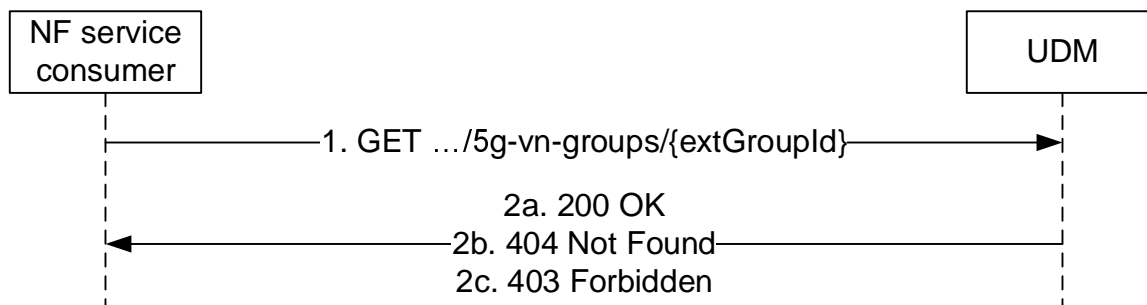 NF service
consumer
UDM
1. GET …/5g-vn-groups/{extGroupId}
2a. 200 OK
2b. 404 Not Found
2c. 403 Forbidden